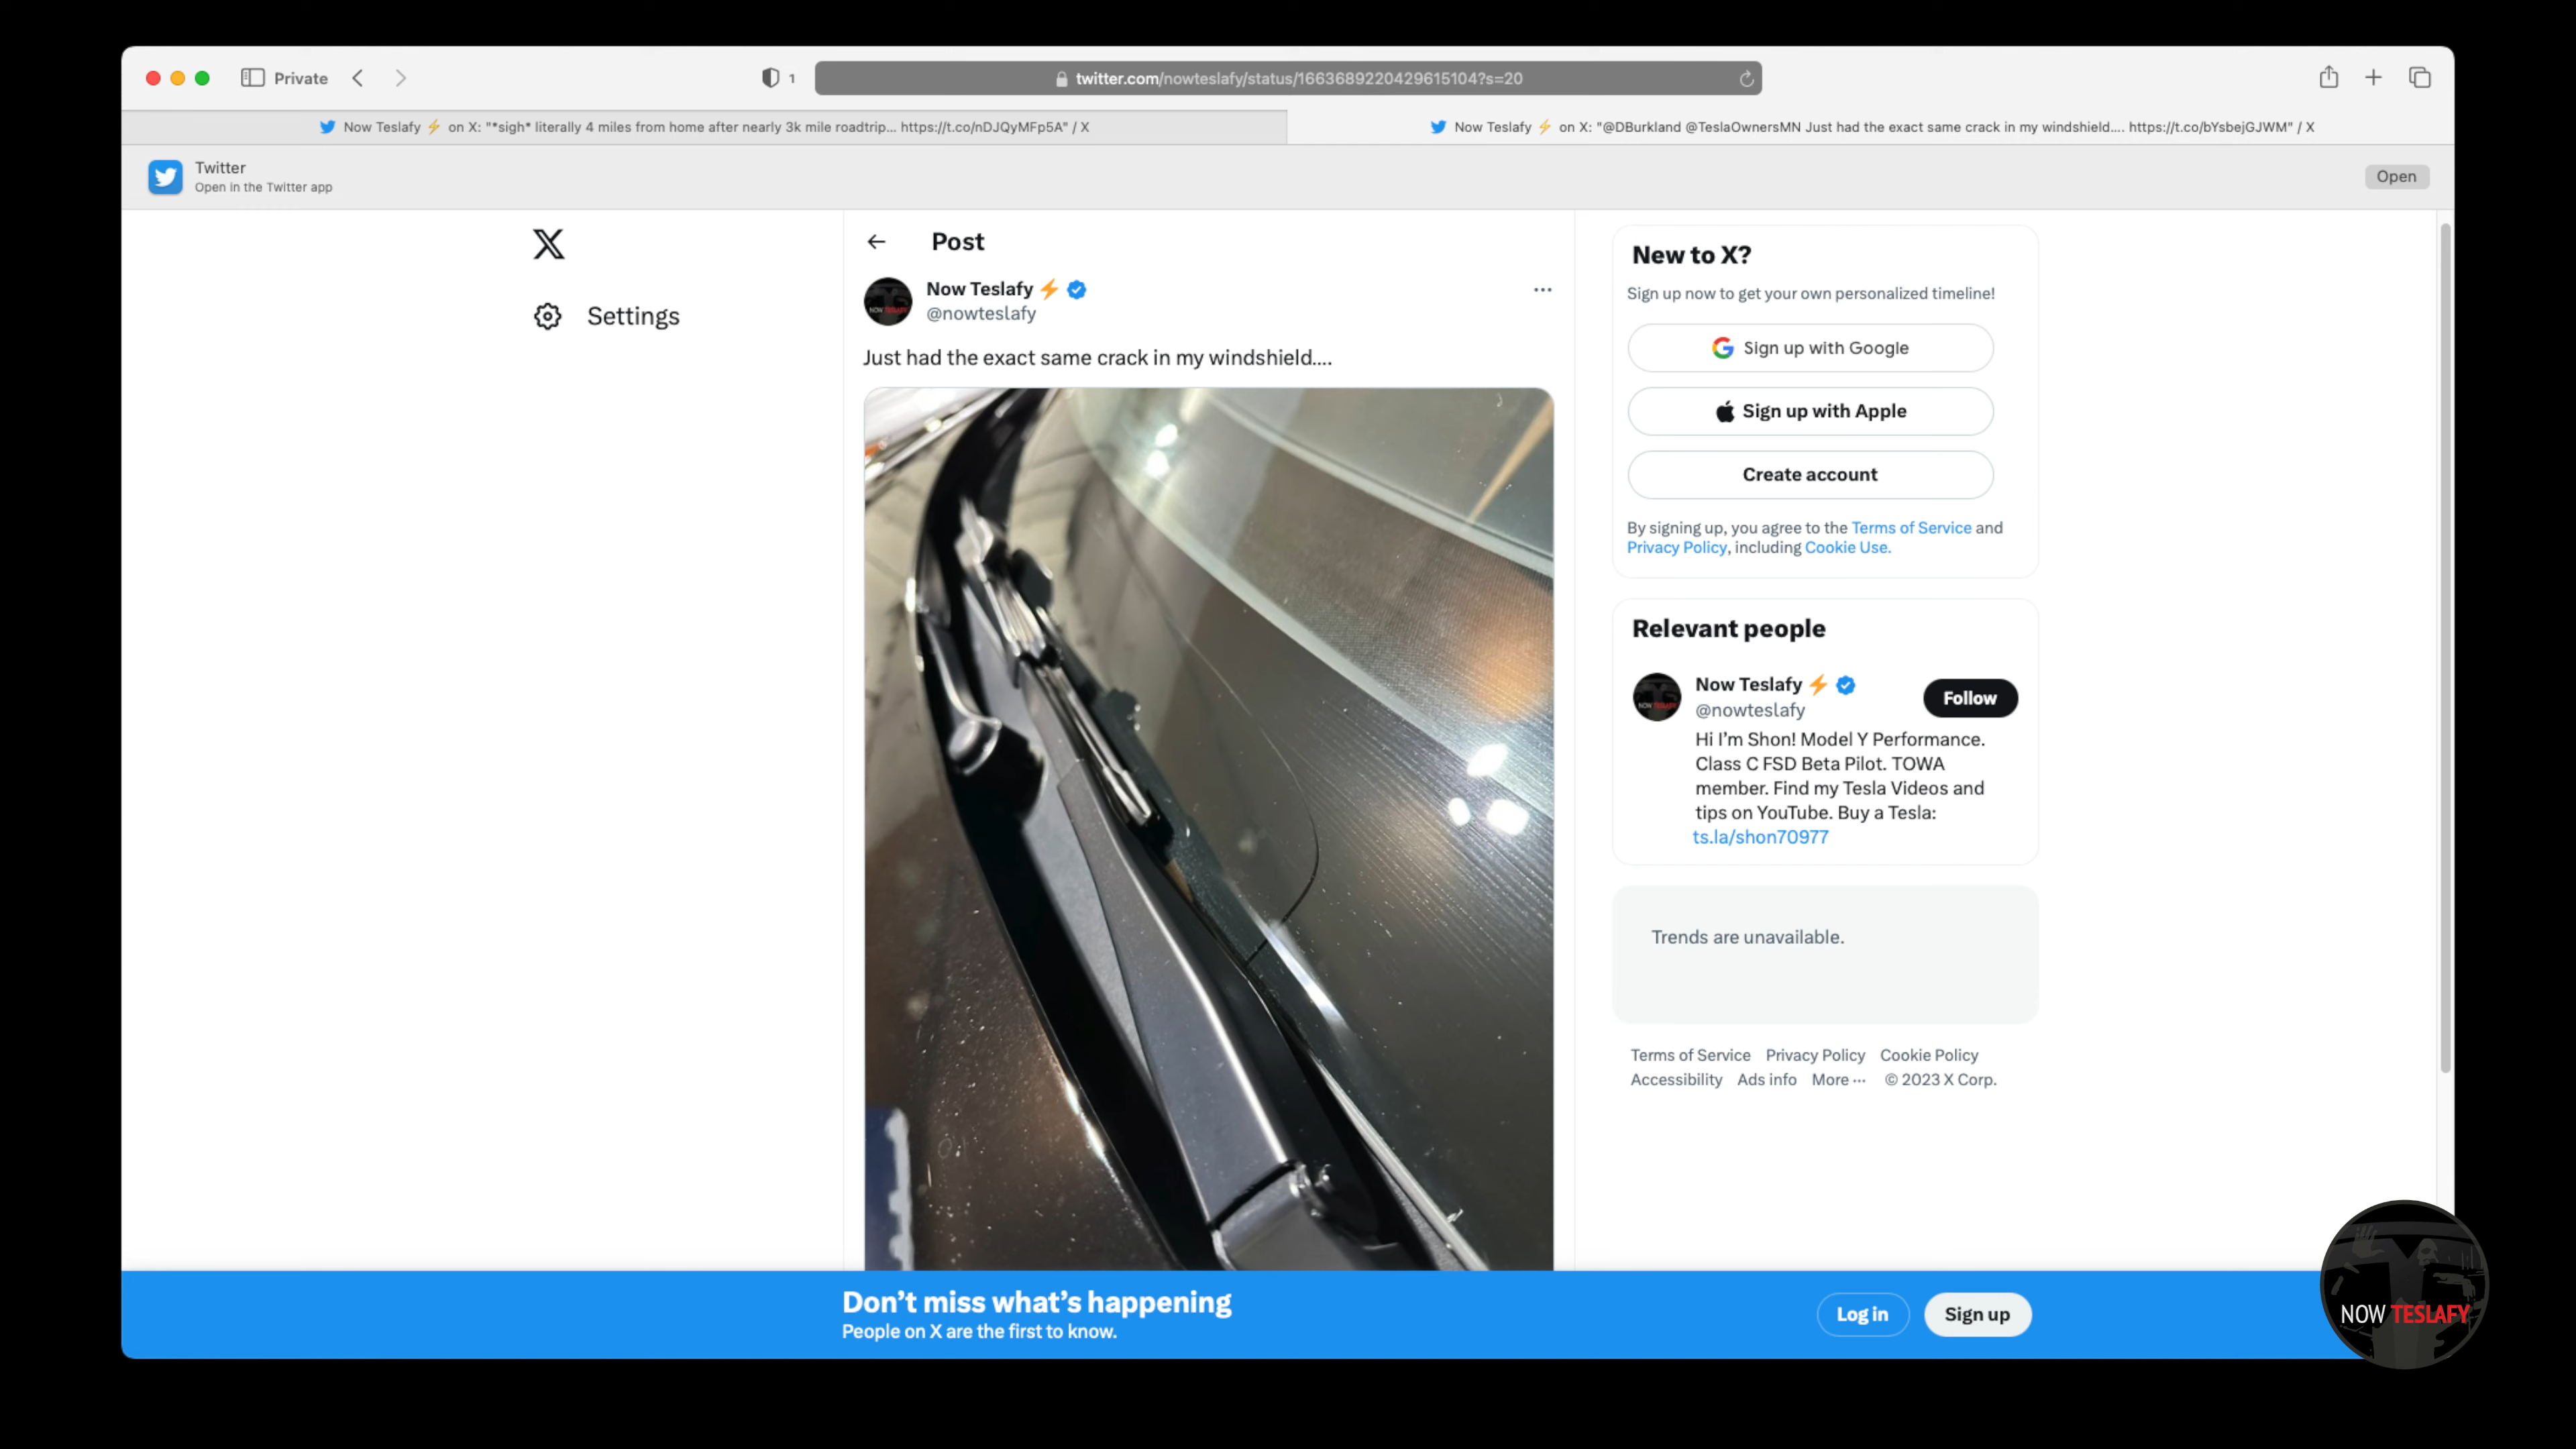 Private
1
twitter.com/nowteslafy/status/1663689220429615104?s=20
Now Teslafy ⚡ on X: "*sigh* literally 4 miles from home after nearly 3k mile roadtrip... https://t.co/nDJQyMFp5A" / X
Now Teslafy ⚡ on X: "@DBurkland @TeslaOwnersMN Just had the exact same crack in my windshield.... https://t.co/bYsbejGJWM" / X
Twitter
Open in the Twitter app
Open
X
Settings
Post
Now Teslafy ⚡
@nowteslafy
Just had the exact same crack in my windshield....
New to X?
Sign up now to get your own personalized timeline!
Sign up with Google
Sign up with Apple
Create account
By signing up, you agree to the Terms of Service and
Privacy Policy, including Cookie Use.
Relevant people
Now Teslafy ⚡
@nowteslafy
Follow
Hi I'm Shon! Model Y Performance.
Class C FSD Beta Pilot. TOWA
member. Find my Tesla Videos and
tips on YouTube. Buy a Tesla:
ts.la/shon70977
Trends are unavailable.
Terms of Service Privacy Policy Cookie Policy
Accessibility Ads info More ··· © 2023 X Corp.
Don't miss what's happening
People on X are the first to know.
Log in
Sign up
NOW TESLAFY